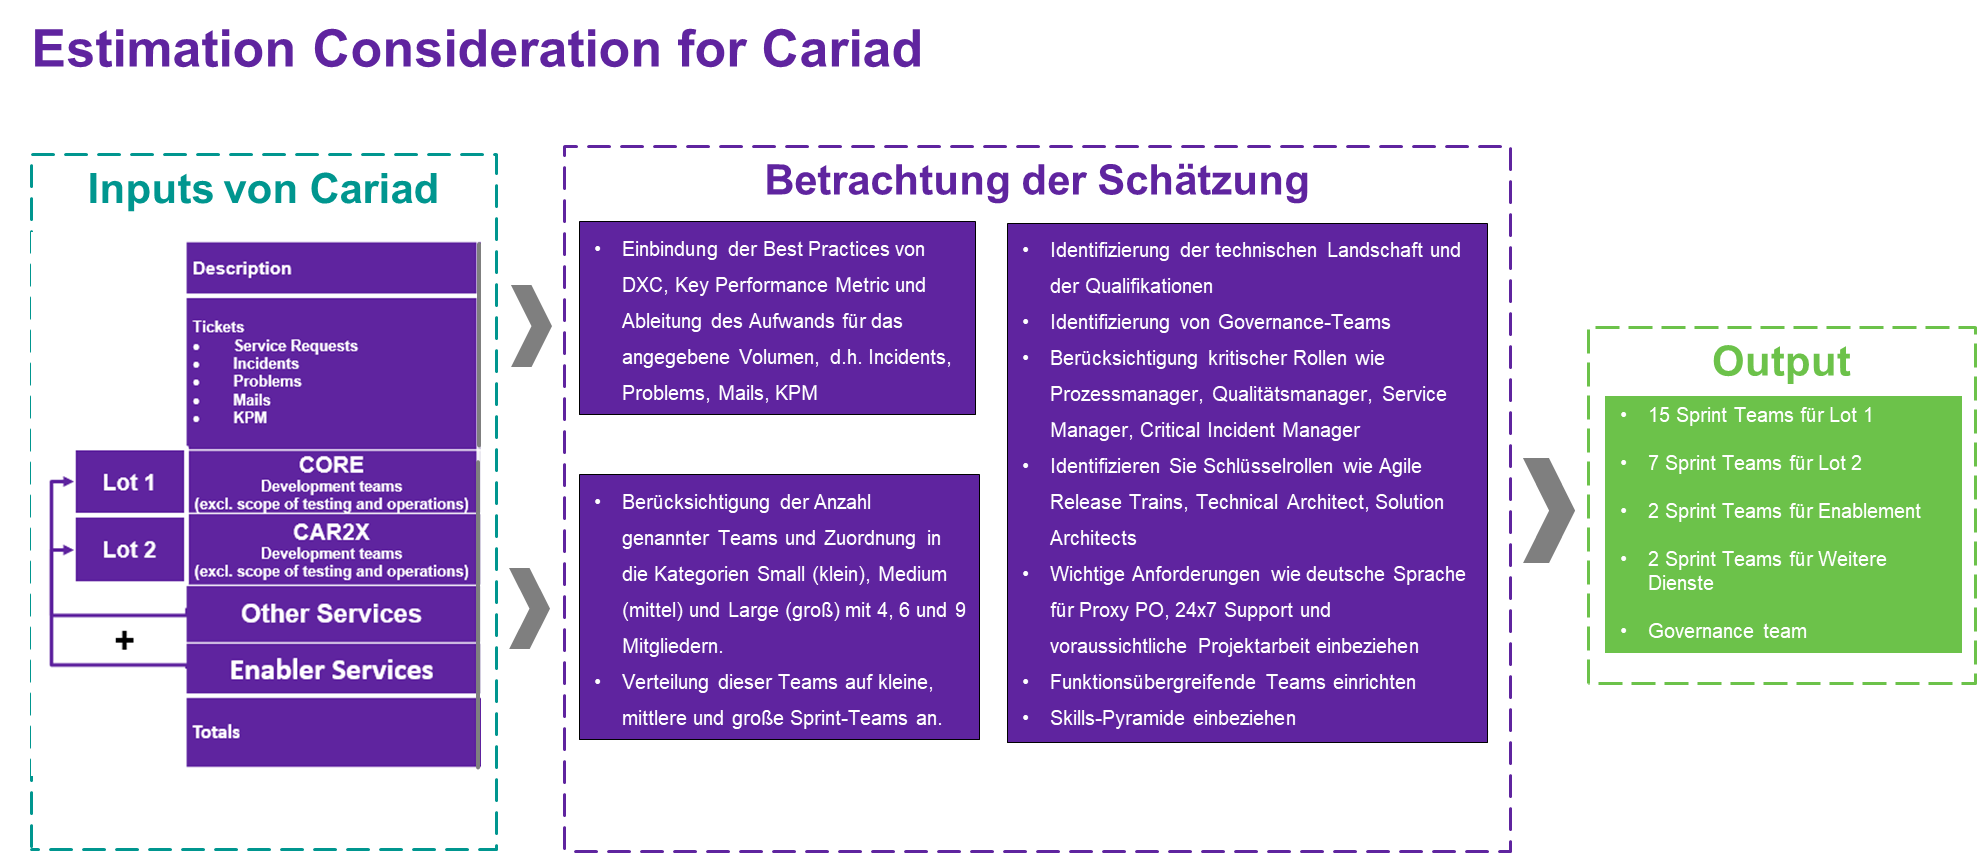 Estimation Consideration for Cariad
Inputs von Cariad
Description
Tickets
• Service Requests
• Incidents
• Problems
• Mails
• KPM
Lot 1
CORE
Development teams
(excl. scope of testing and operations)
Lot 2
CAR2X
Development teams
(excl. scope of testing and operations)
Other Services
+
Enabler Services
Totals
Betrachtung der Schätzung
• Einbindung der Best Practices von
DXC, Key Performance Metric und
Ableitung des Aufwands für das
angegebene Volumen, d.h. Incidents,
Problems, Mails, KPM
• Berücksichtigung der Anzahl
genannter Teams und Zuordnung in
die Kategorien Small (klein), Medium
(mittel) und Large (groß) mit 4, 6 und 9
Mitgliedern.
• Verteilung dieser Teams auf kleine,
mittlere und große Sprint-Teams an.
• Identifizierung der technischen Landschaft und
der Qualifikationen
• Identifizierung von Governance-Teams
• Berücksichtigung kritischer Rollen wie
Prozessmanager, Qualitätsmanager, Service
Manager, Critical Incident Manager
• Identifizieren Sie Schlüsselrollen wie Agile
Release Trains, Technical Architect, Solution
Architects
• Wichtige Anforderungen wie deutsche Sprache
für Proxy PO, 24x7 Support und
voraussichtliche Projektarbeit einbeziehen
• Funktionsübergreifende Teams einrichten
• Skills-Pyramide einbeziehen
Output
• 15 Sprint Teams für Lot 1
• 7 Sprint Teams für Lot 2
• 2 Sprint Teams für Enablement
• 2 Sprint Teams für Weitere
Dienste
• Governance team